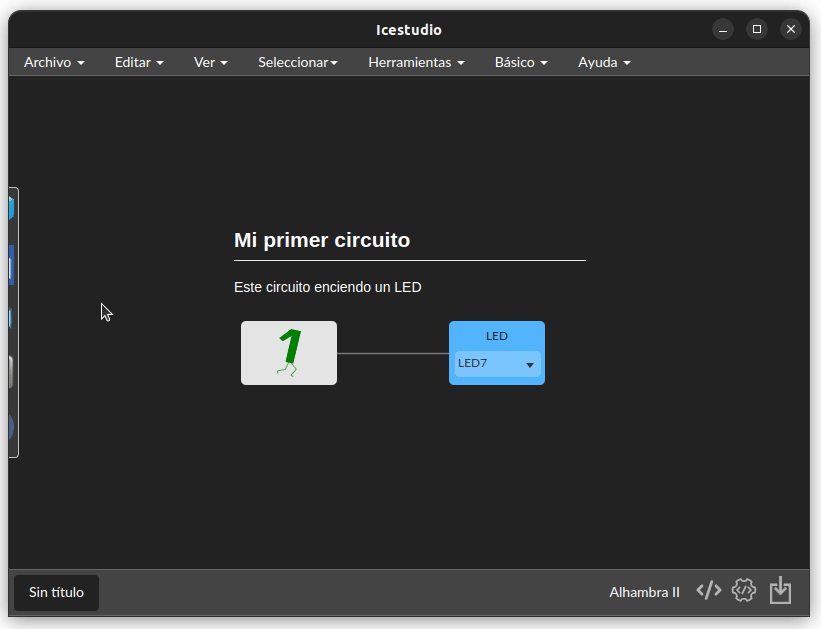 Icestudio
Archivo Editar Ver Seleccionar Herramientas Básico Ayuda
Mi primer circuito
Este circuito enciendo un LED
1
LED
LED7
Sin título
Alhambra II